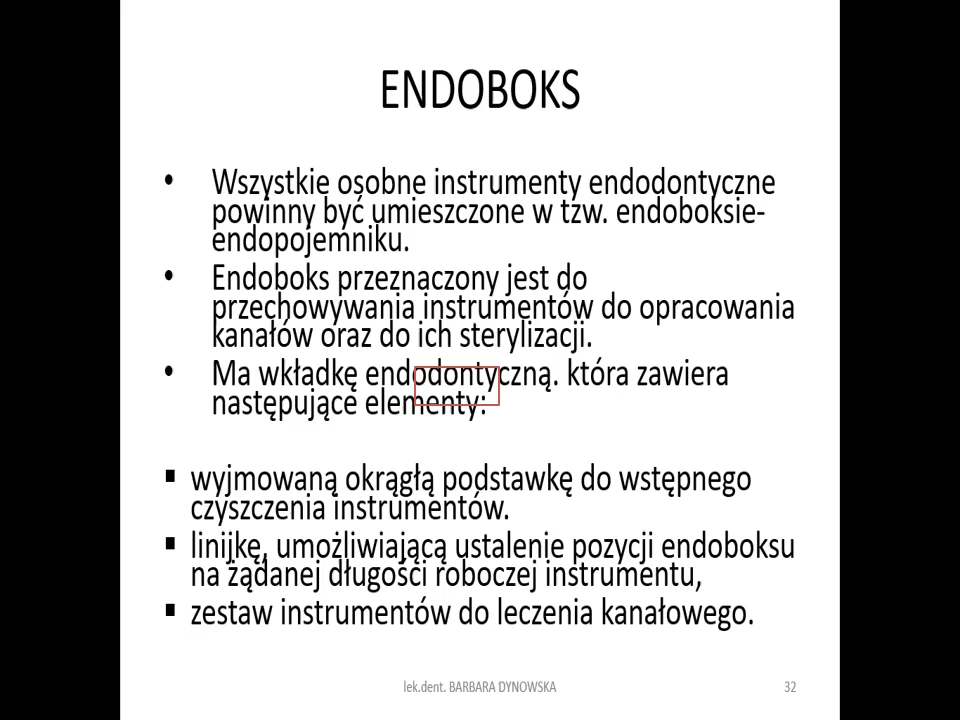 ENDOBOKS
• Wszystkie osobne instrumenty endodontyczne
powinny być umieszczone w tzw. endoboksie-
endopojemniku.
• Endoboks przeznaczony jest do
przechowywania instrumentów do opracowania
kanałów oraz do ich sterylizacji.
• Ma wkładkę endodontyczną. która zawiera
następujące elementy:
▪ wyjmowaną okrągłą podstawkę do wstępnego
czyszczenia instrumentów.
▪ linijkę, umożliwiającą ustalenie pozycji endoboksu
na żądanej długości roboczej instrumentu,
▪ zestaw instrumentów do leczenia kanałowego.
lek.dent. BARBARA DYNOWSKA
32